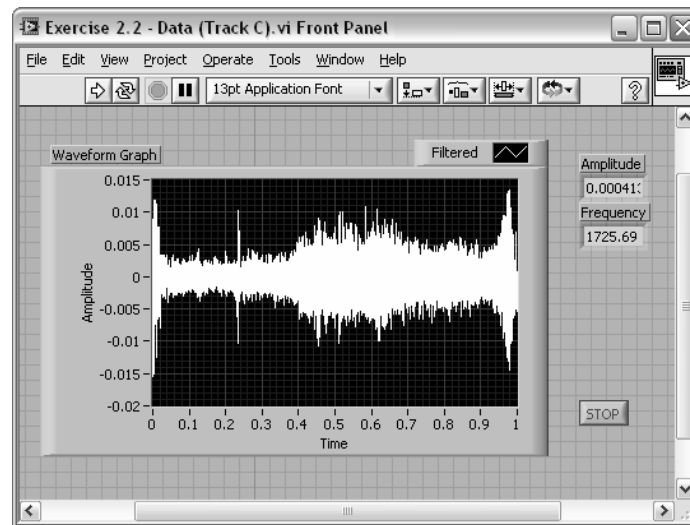 Exercise 2.2 - Data (Track C).vi Front Panel
File Edit View Project Operate Tools Window Help
13pt Application Font
?
Waveform Graph
Filtered
Amplitude
0.015
0.01
0.005
0
-0.005
-0.01
-0.015
-0.02
0 0.1 0.2 0.3 0.4 0.5 0.6 0.7 0.8 0.9 1
Time
Amplitude
Frequency
1725.69
STOP